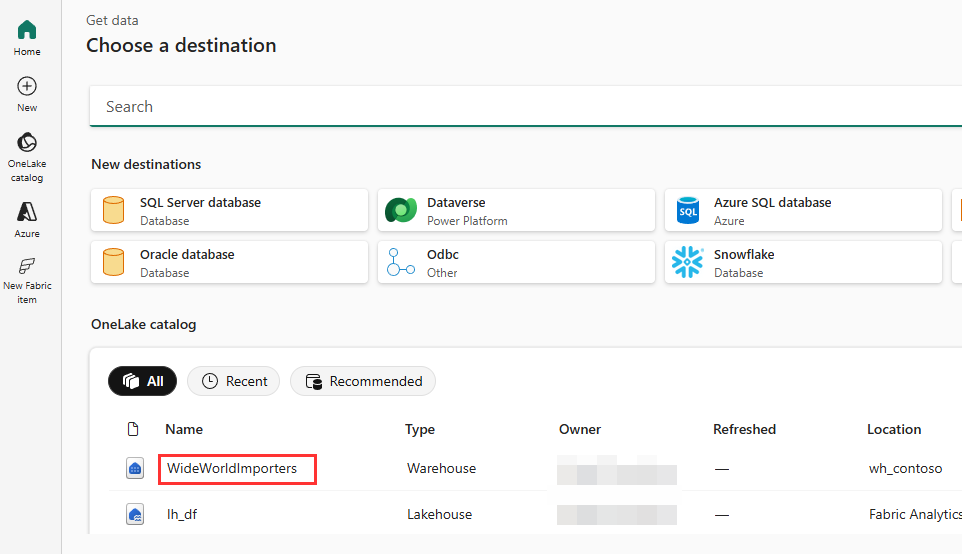 Home
New
OneLake
catalog
Azure
New Fabric
item
Get data
Choose a destination
Search
New destinations
SQL Server database
Database
Dataverse
Power Platform
SQL
Azure SQL database
Azure
Oracle database
Database
Odbc
Other
Snowflake
Database
OneLake catalog
All Recent Recommended
Name Type Owner Refreshed Location
WideWorldImporters Warehouse — wh_contoso
lh_df Lakehouse — Fabric Analytics